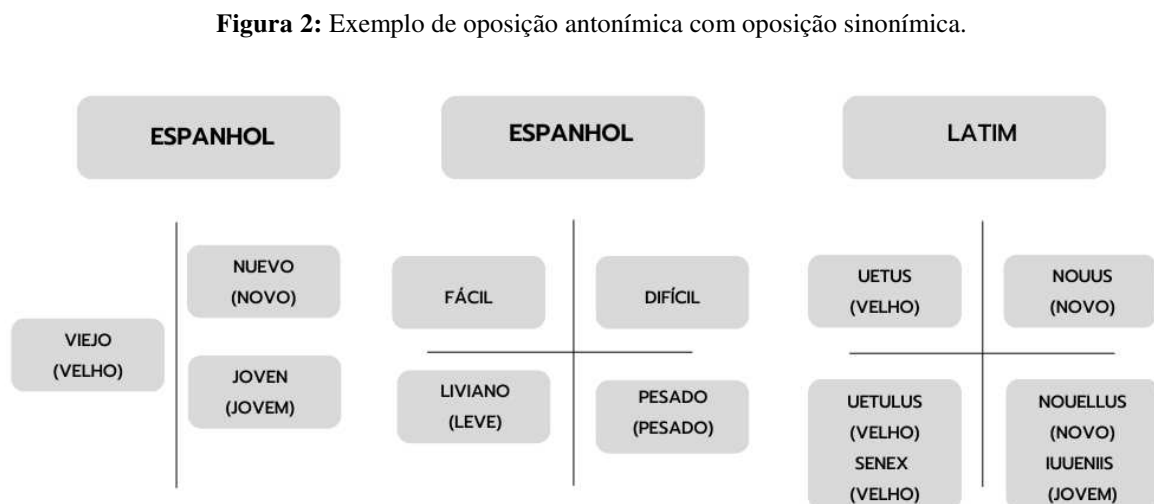 Figura 2: Exemplo de oposição antonímica com oposição sinonímica.
ESPANHOL
VIEJO
(VELHO)
NUEVO
(NOVO)
JOVEN
(JOVEM)
ESPANHOL
FÁCIL
DIFÍCIL
LIVIANO
(LEVE)
PESADO
(PESADO)
LATIM
UETUS
(VELHO)
NOUUS
(NOVO)
UETULUS
(VELHO)
SENEX
(VELHO)
NOUELLUS
(NOVO)
IUUENIIS
(JOVEM)